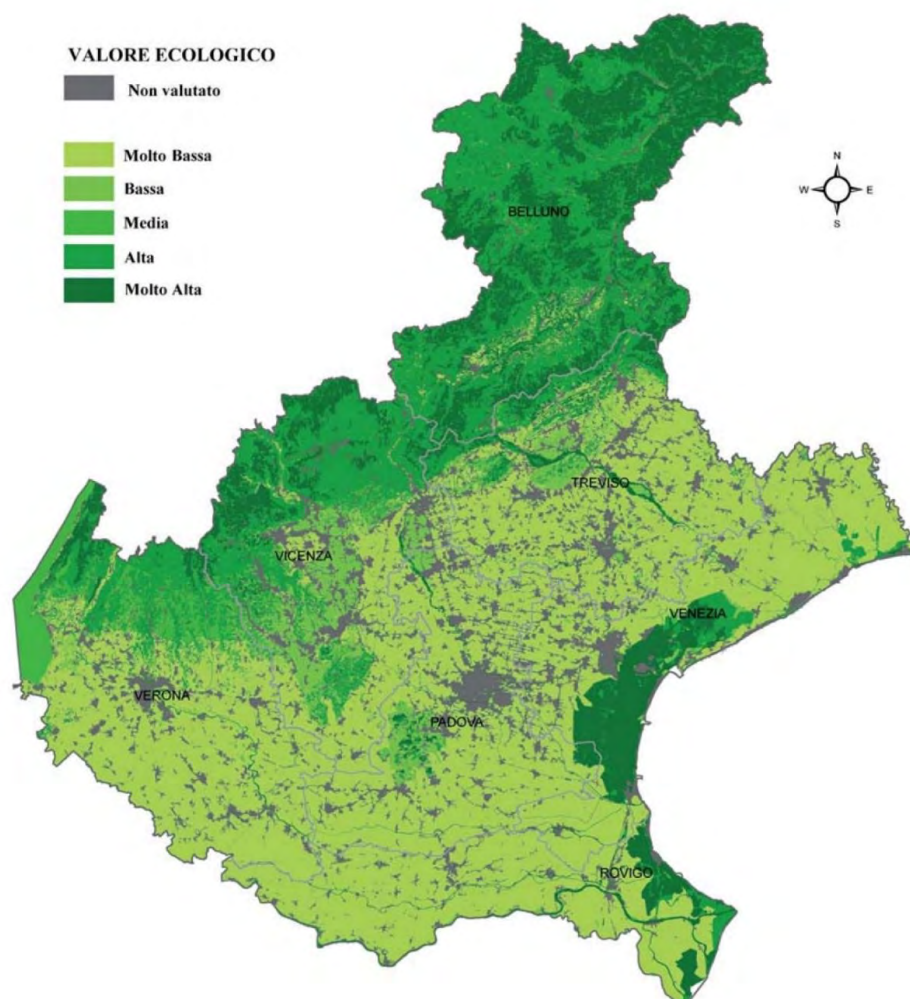 VALORE ECOLOGICO
Non valutato
Molto Bassa
Bassa
Media
Alta
Molto Alta
N
W
E
S
BELLUNO
TREVISO
VICENZA
VENEZIA
VERONA
PADOVA
ROVIGO